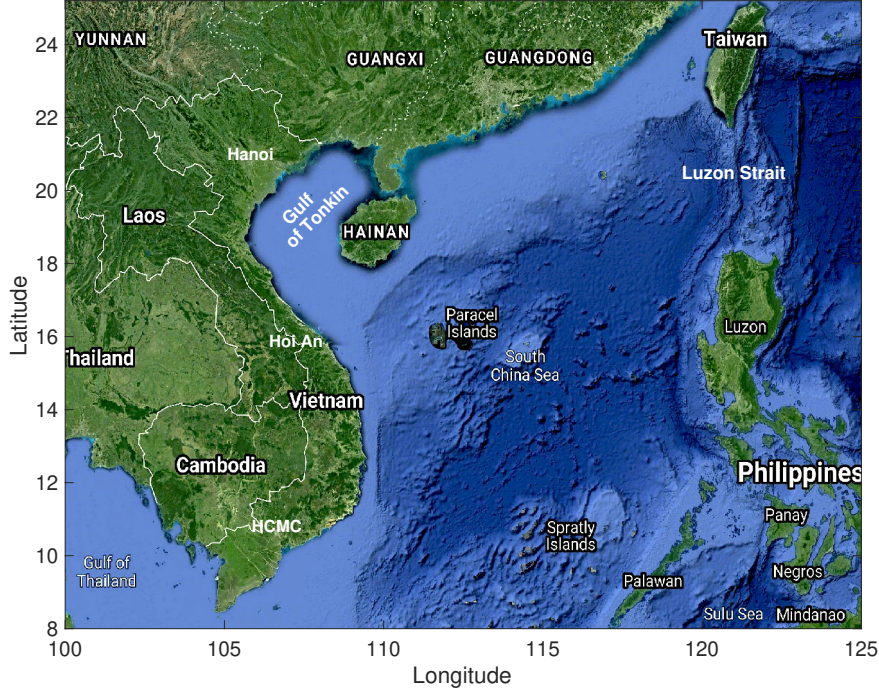 24
YUNNAN
GUANGXI
GUANGDONG
Taiwan
22
Hanoi
20
Luzon Strait
Gulf
of Tonkin
Laos
HAINAN
18
Latitude
16
Paracel
Islands
Luzon
Hoi An
Thailand
South
China Sea
14
Vietnam
Cambodia
Philippines
12
Panay
HCMC
Spratly
Islands
10
Gulf of
Thailand
Negros
Palawan
Sulu Sea
Mindanao
8
100
105
110
115
120
125
Longitude